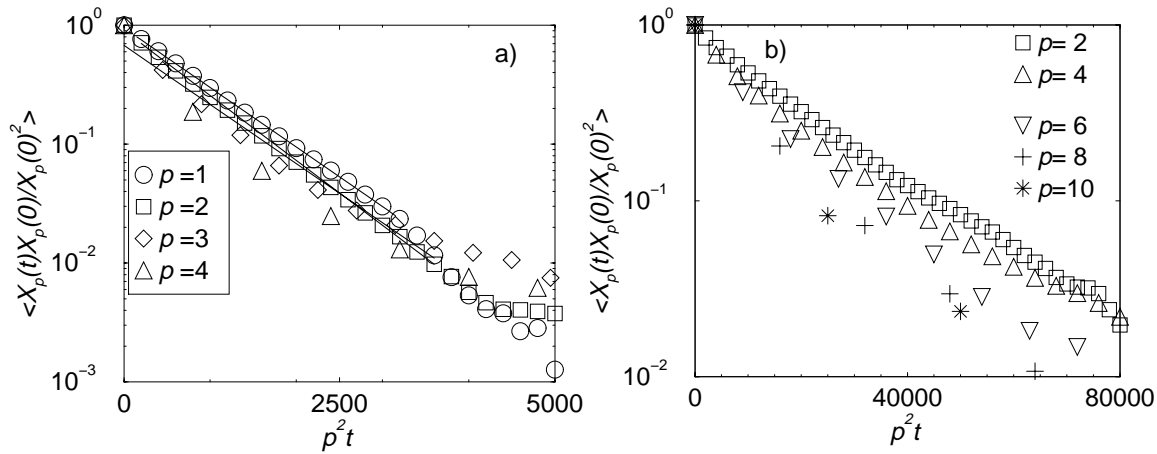 a)
<X_p(t)X_p(0)/X_p(0)^2>
10^0
10^-1
10^-2
10^-3
p =1
p =2
p =3
p =4
0
2500
5000
p^2t
b)
<X_p(t)X_p(0)/X_p(0)^2>
10^0
10^-1
10^-2
p= 2
p= 4
p= 6
p= 8
p=10
0
40000
80000
p^2t